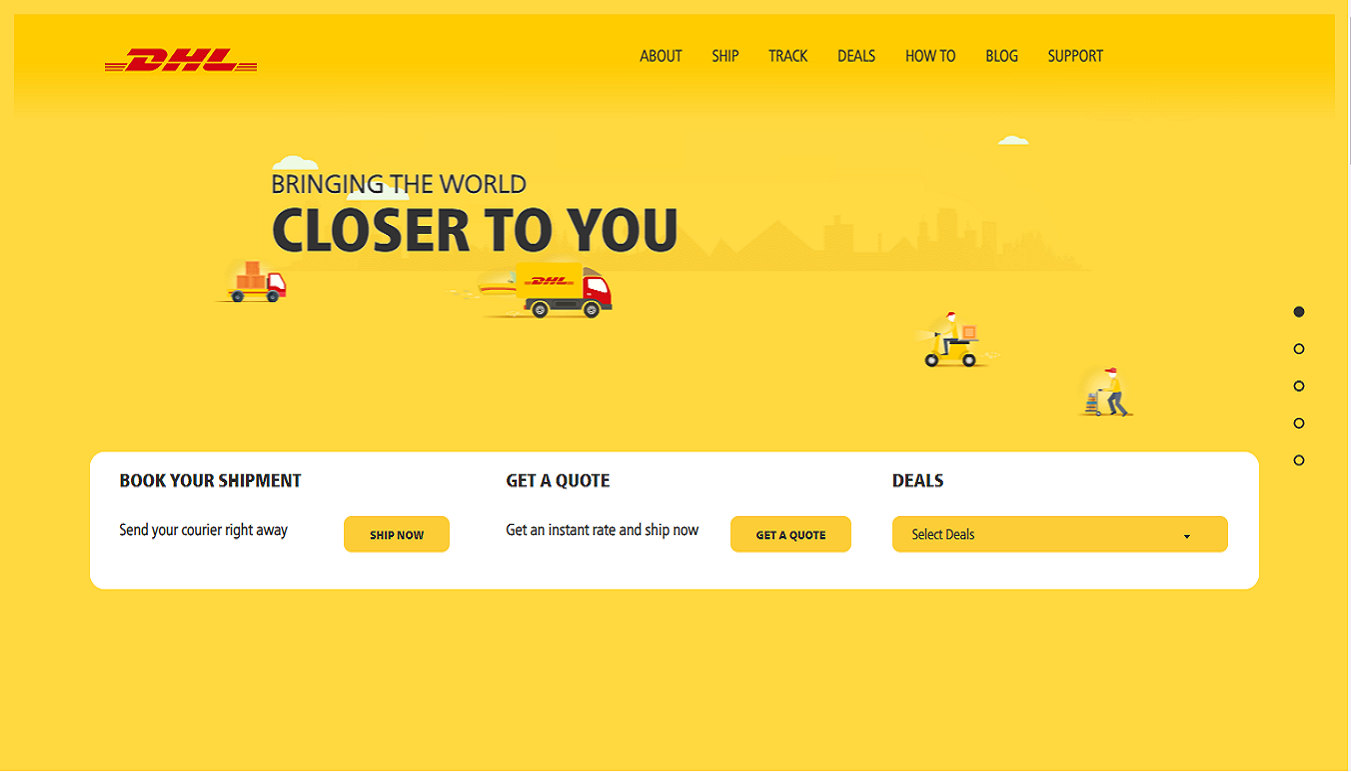 DHL
ABOUT SHIP TRACK DEALS HOW TO BLOG SUPPORT
BRINGING THE WORLD
CLOSER TO YOU
DHL
BOOK YOUR SHIPMENT
Send your courier right away
SHIP NOW
GET A QUOTE
Get an instant rate and ship now
GET A QUOTE
DEALS
Select Deals